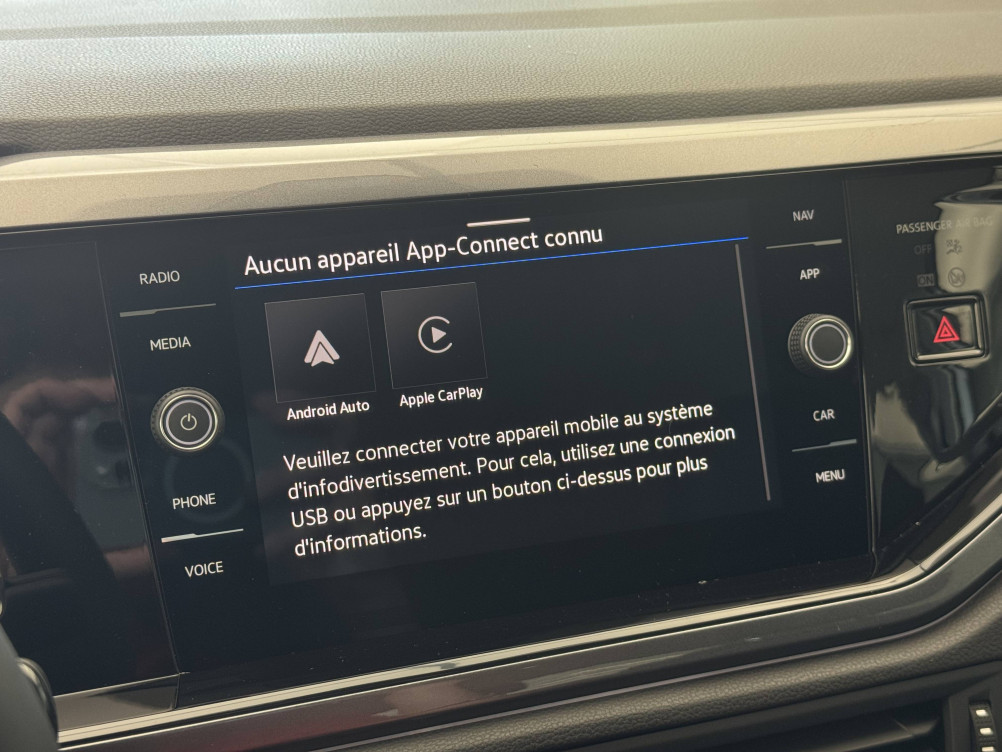 RADIO
MEDIA
PHONE
VOICE
Aucun appareil App-Connect connu
Android Auto
Apple CarPlay
Veuillez connecter votre appareil mobile au système
d'infodivertissement. Pour cela, utilisez une connexion
USB ou appuyez sur un bouton ci-dessus pour plus
d'informations.
NAV
APP
CAR
MENU
PASSENGER AIR BAG
OFF
ON